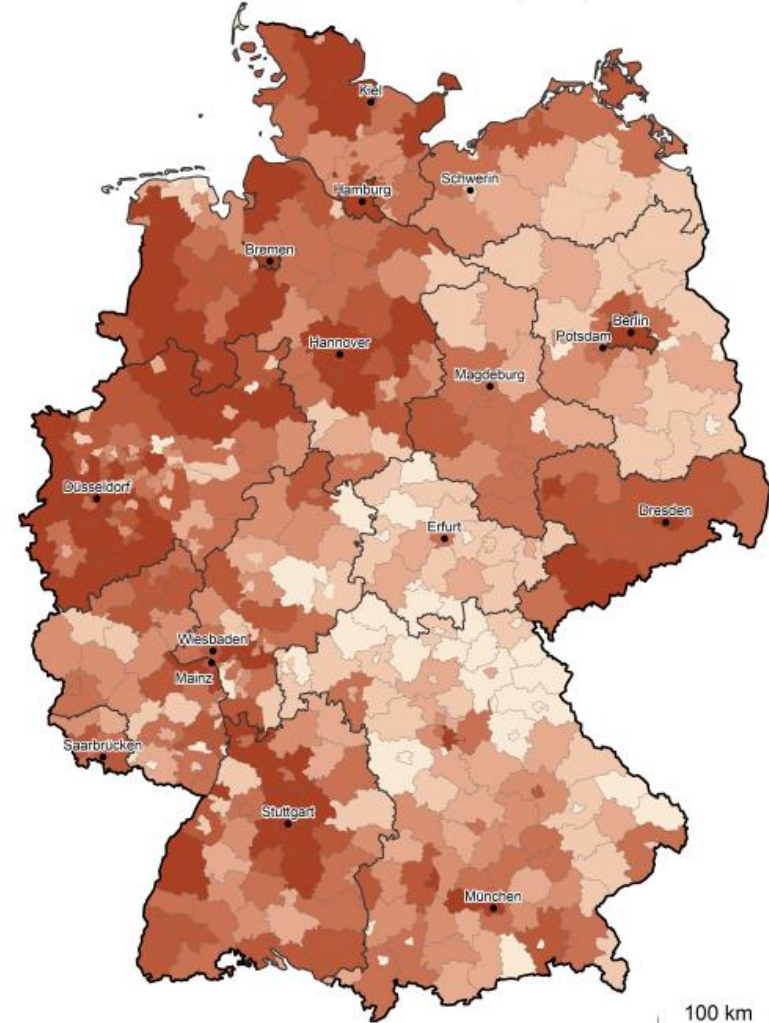 Kiel
Schwerin
Hamburg
Bremen
Berlin
Potsdam
Hannover
Magdeburg
Düsseldorf
Dresden
Erfurt
Wiesbaden
Mainz
Saarbrücken
Stuttgart
München
100 km